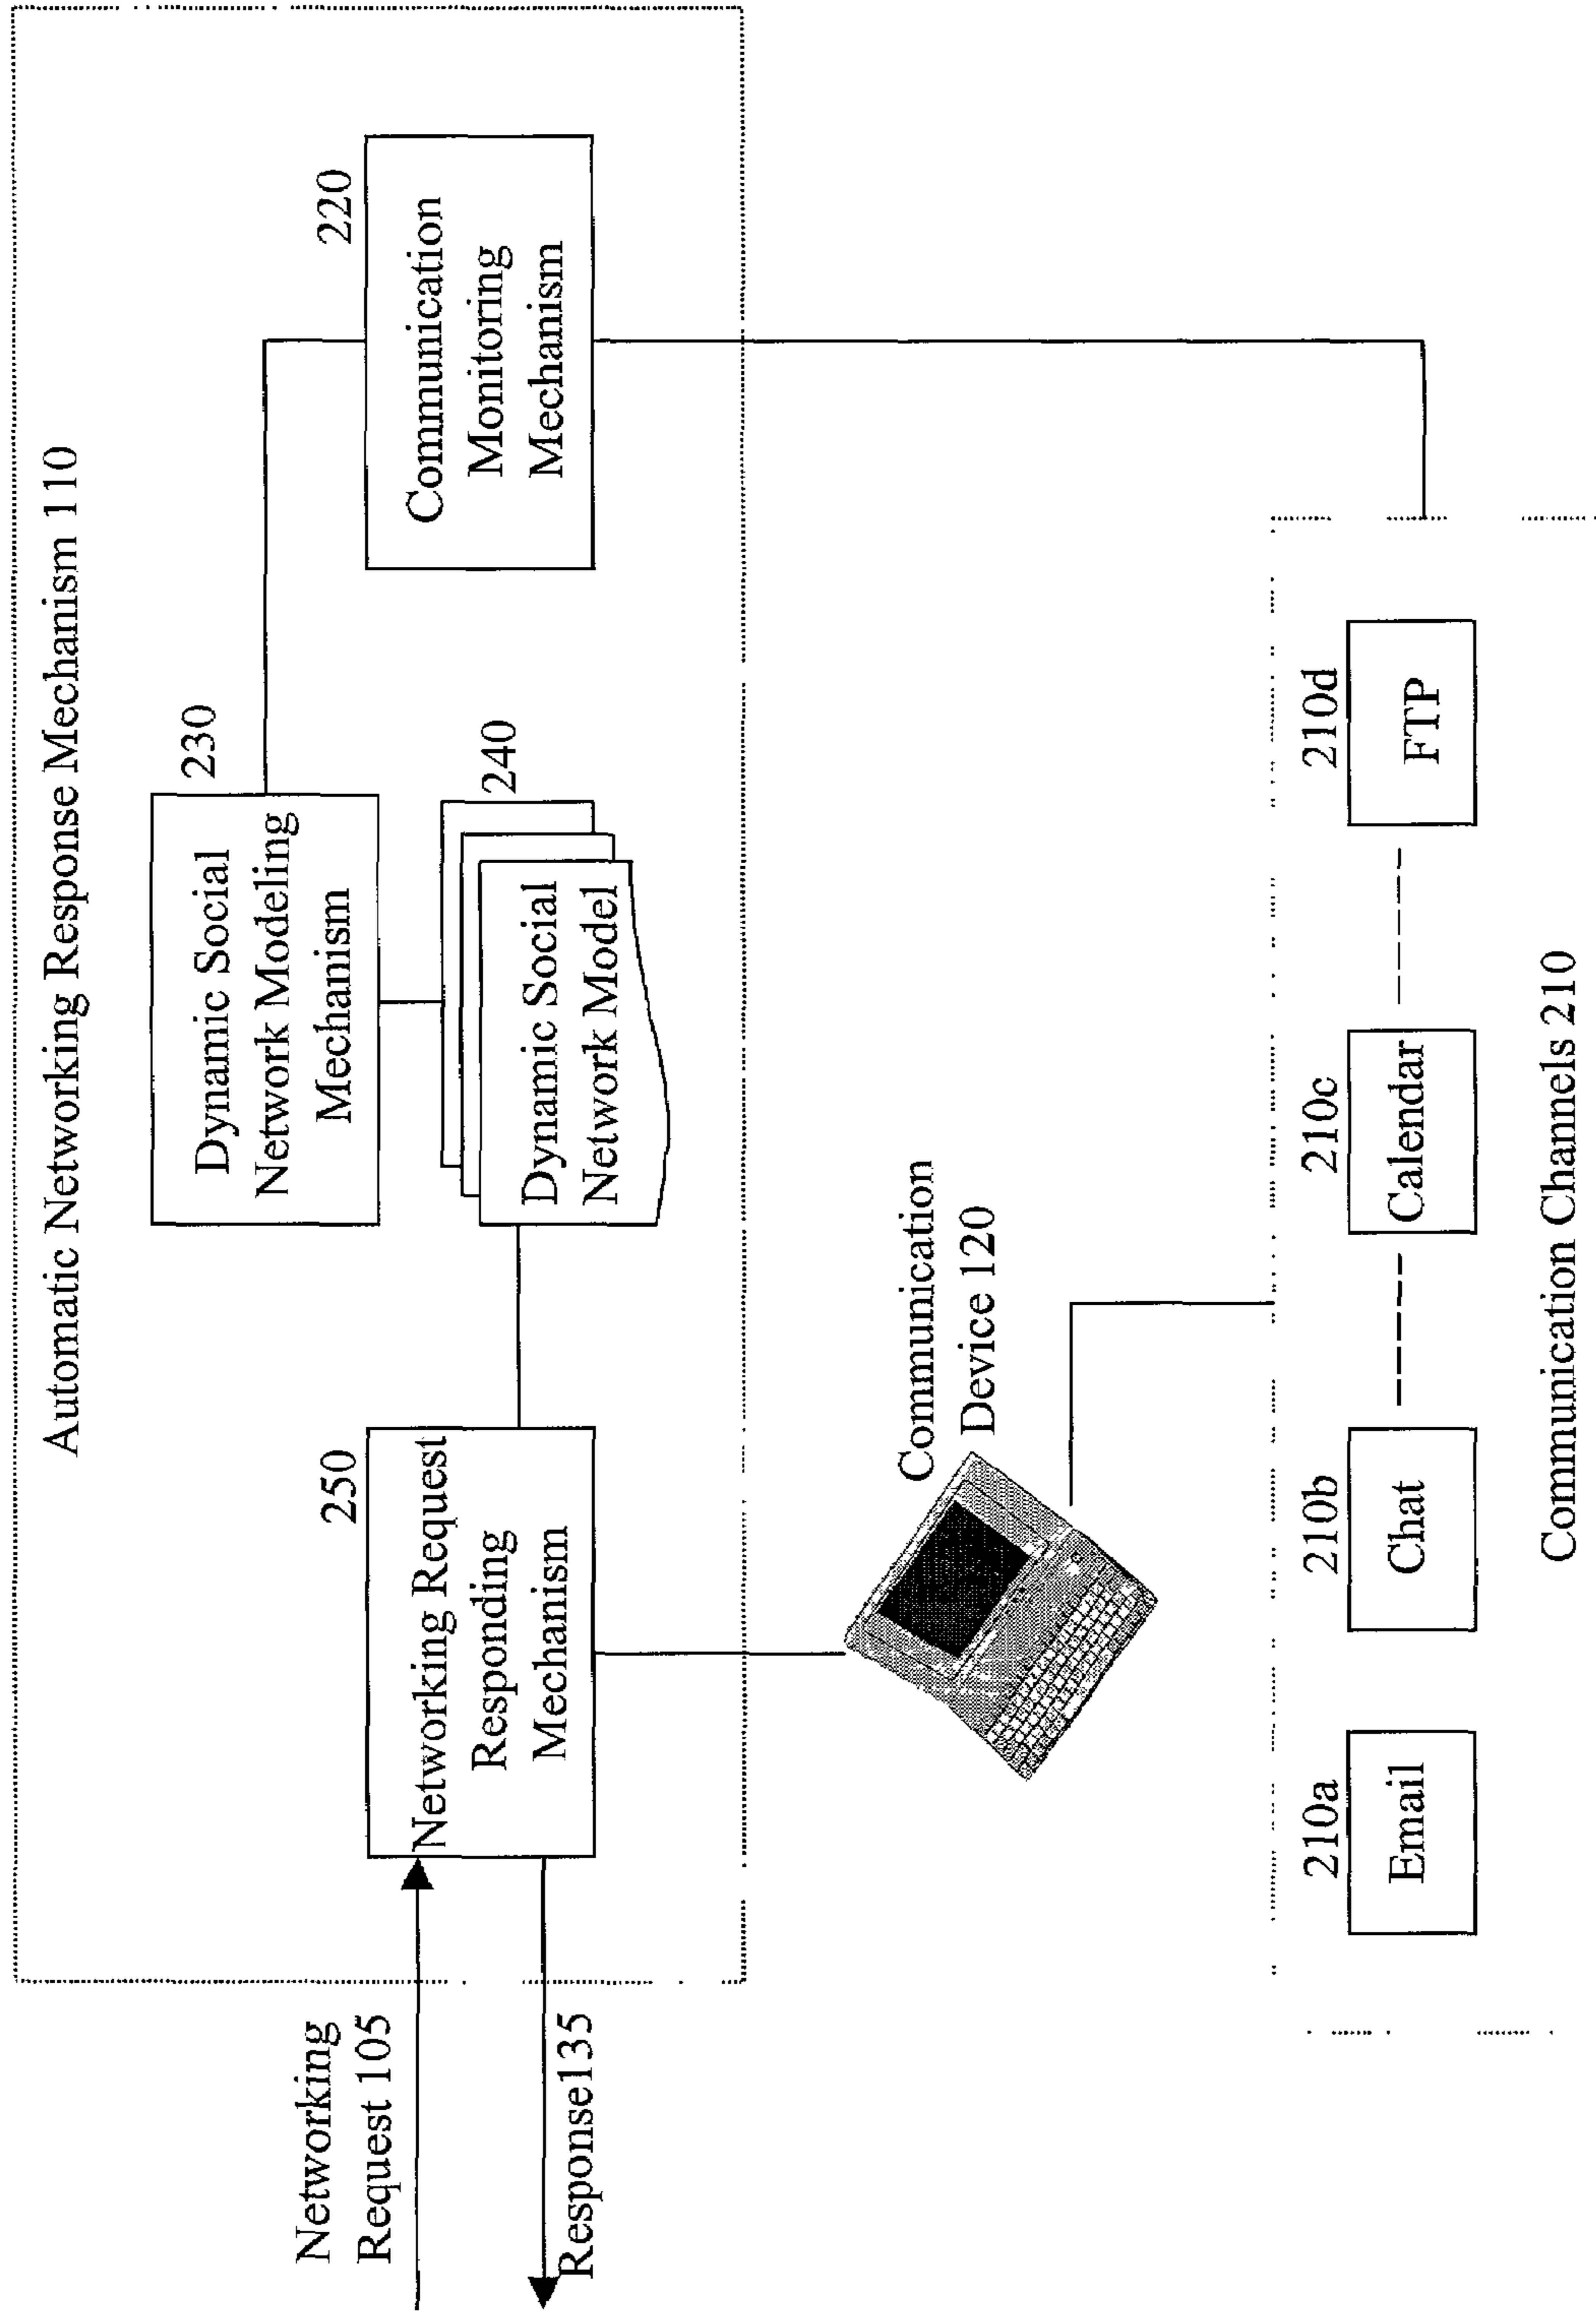 Automatic Networking Response Mechanism 110
Networking
Request 105
Response135
250
Networking Request
Responding
Mechanism
230
Dynamic Social
Network Modeling
Mechanism
240
Dynamic Social
Network Model
220
Communication
Monitoring
Mechanism
Communication
Device 120
210a
Email
210b
Chat
210c
Calendar
210d
FTP
Communication Channels 210